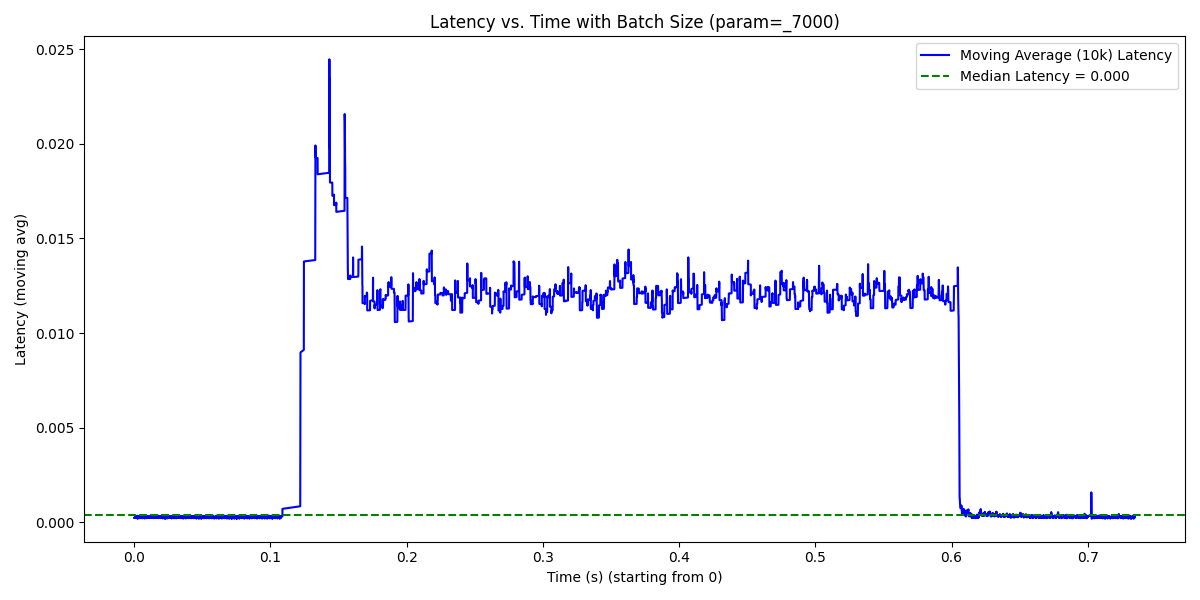 Latency vs. Time with Batch Size (param=_7000)
Moving Average (10k) Latency
Median Latency = 0.000
Latency (moving avg)
0.025
0.020
0.015
0.010
0.005
0.000
0.0 0.1 0.2 0.3 0.4 0.5 0.6 0.7
Time (s) (starting from 0)